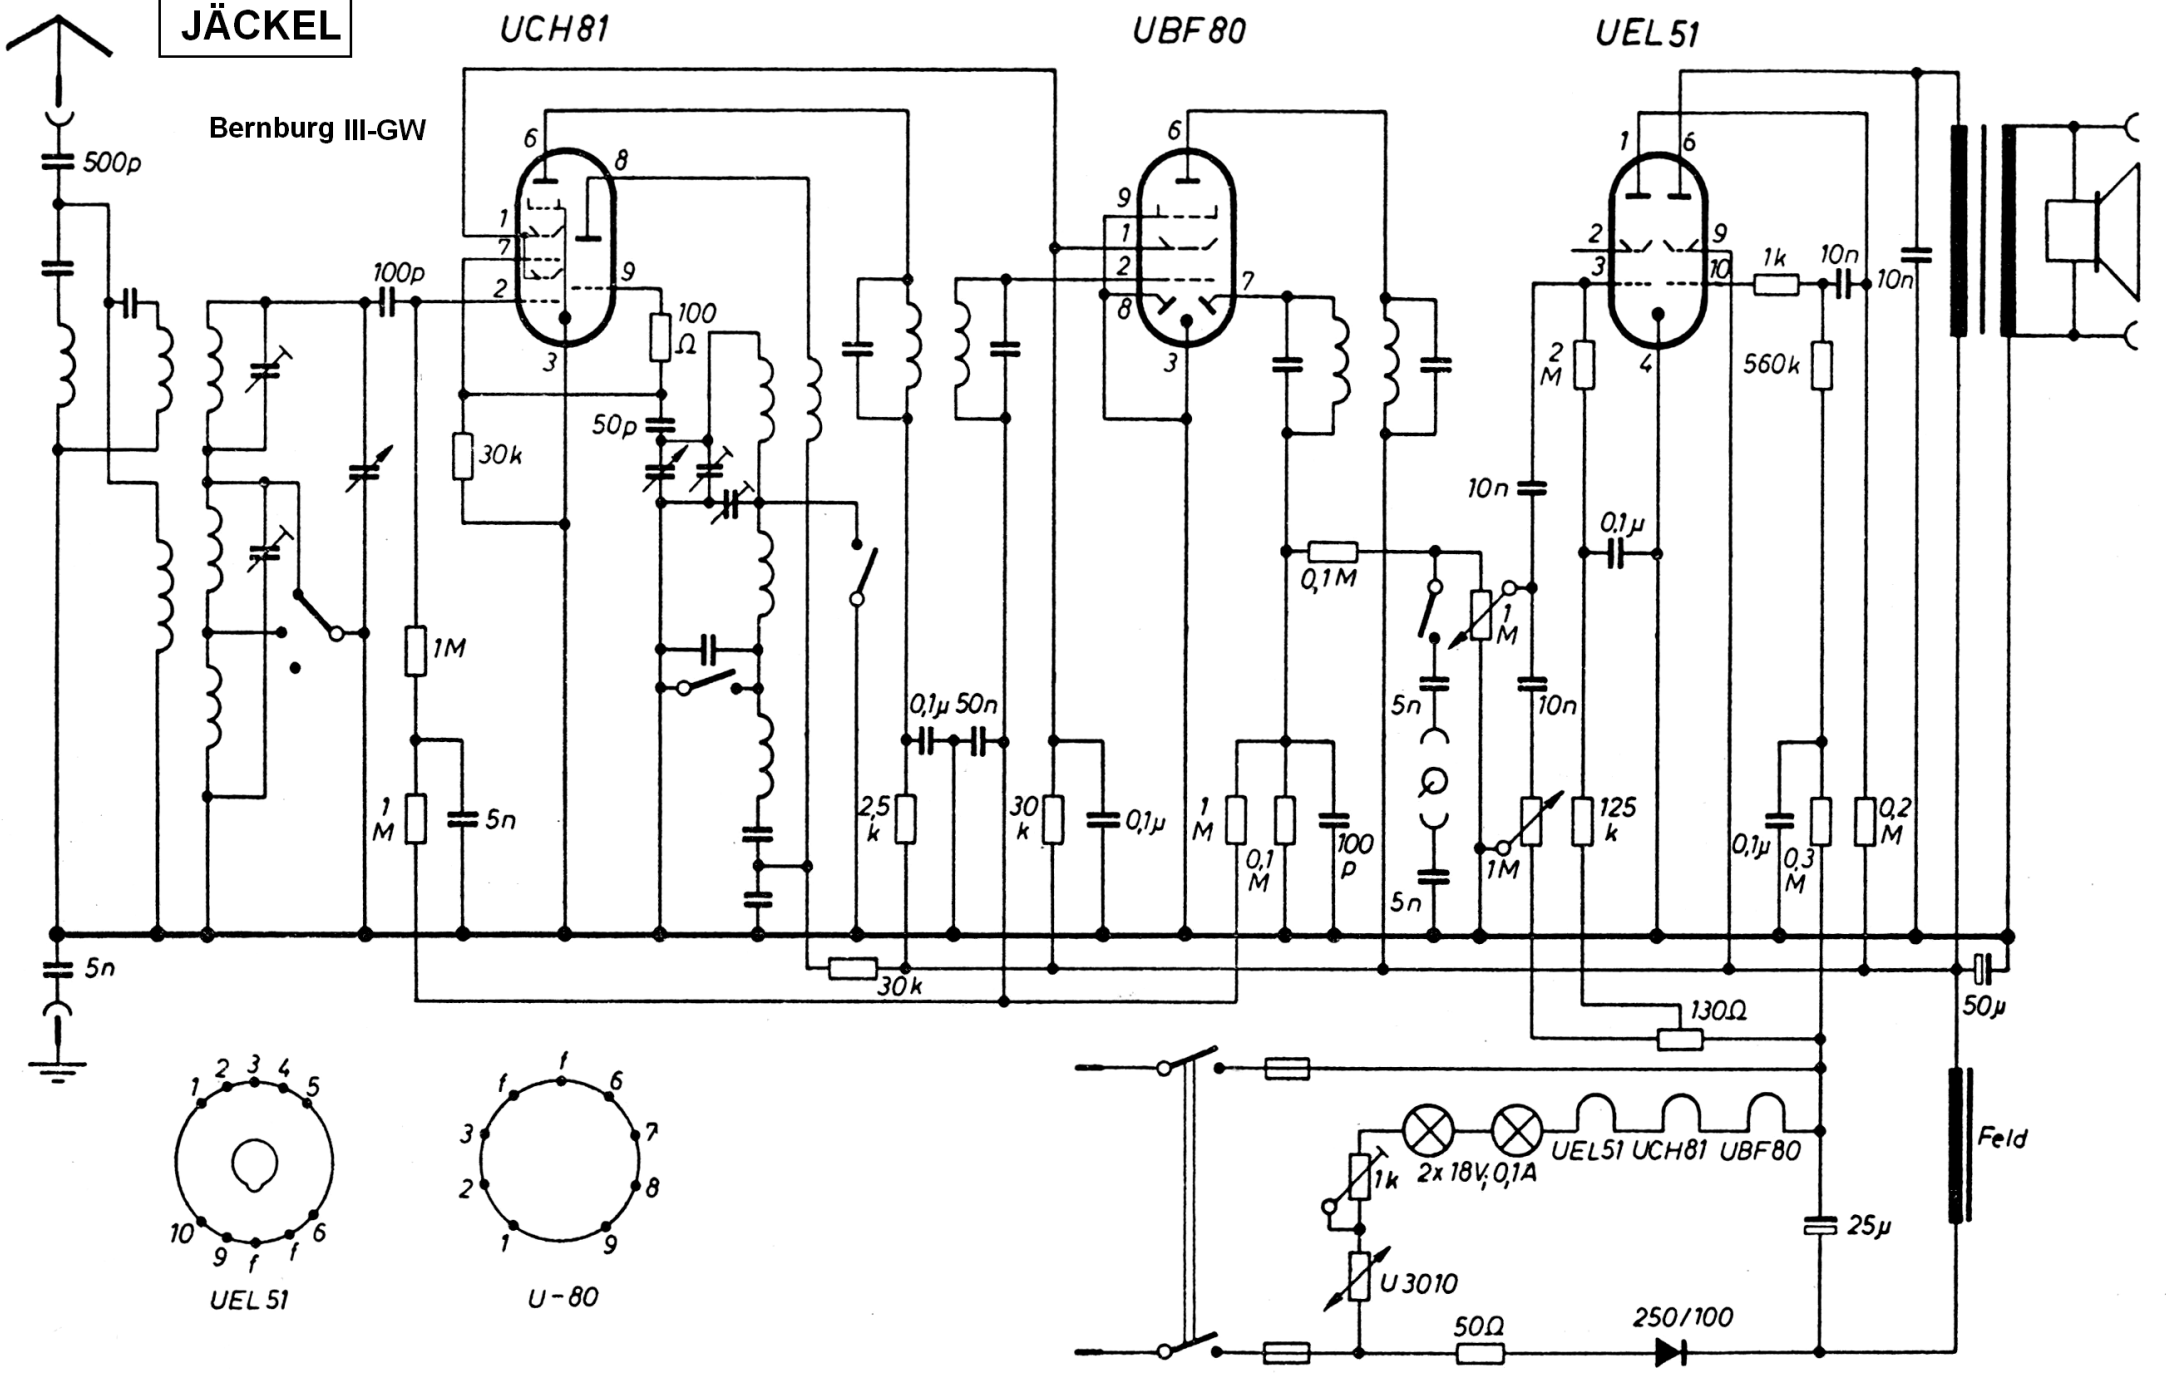 JÄCKEL
UCH81
UBF80
UEL51
Bernburg III-GW
500p
100p
6
8
1
7
2
9
3
100
Ω
50p
30k
1M
1
M
5n
6
9
1
2
8
7
3
1
6
2
3
9
10
4
1k
10n
10n
2
M
560k
10n
0,1µ
0,1M
1
M
5n
10n
0,1µ
50n
2,5
k
30
k
0,1µ
1
M
0,1
M
100
p
5n
1M
125
k
0,1µ
0,3
M
0,2
M
5n
30k
50µ
130Ω
1
2
3
4
5
10
9
f
f
6
UEL51
f
f
6
3
7
2
8
1
9
U-80
2x18V; 0,1A
UEL51
UCH81
UBF80
Feld
1k
U3010
25µ
50Ω
250/100